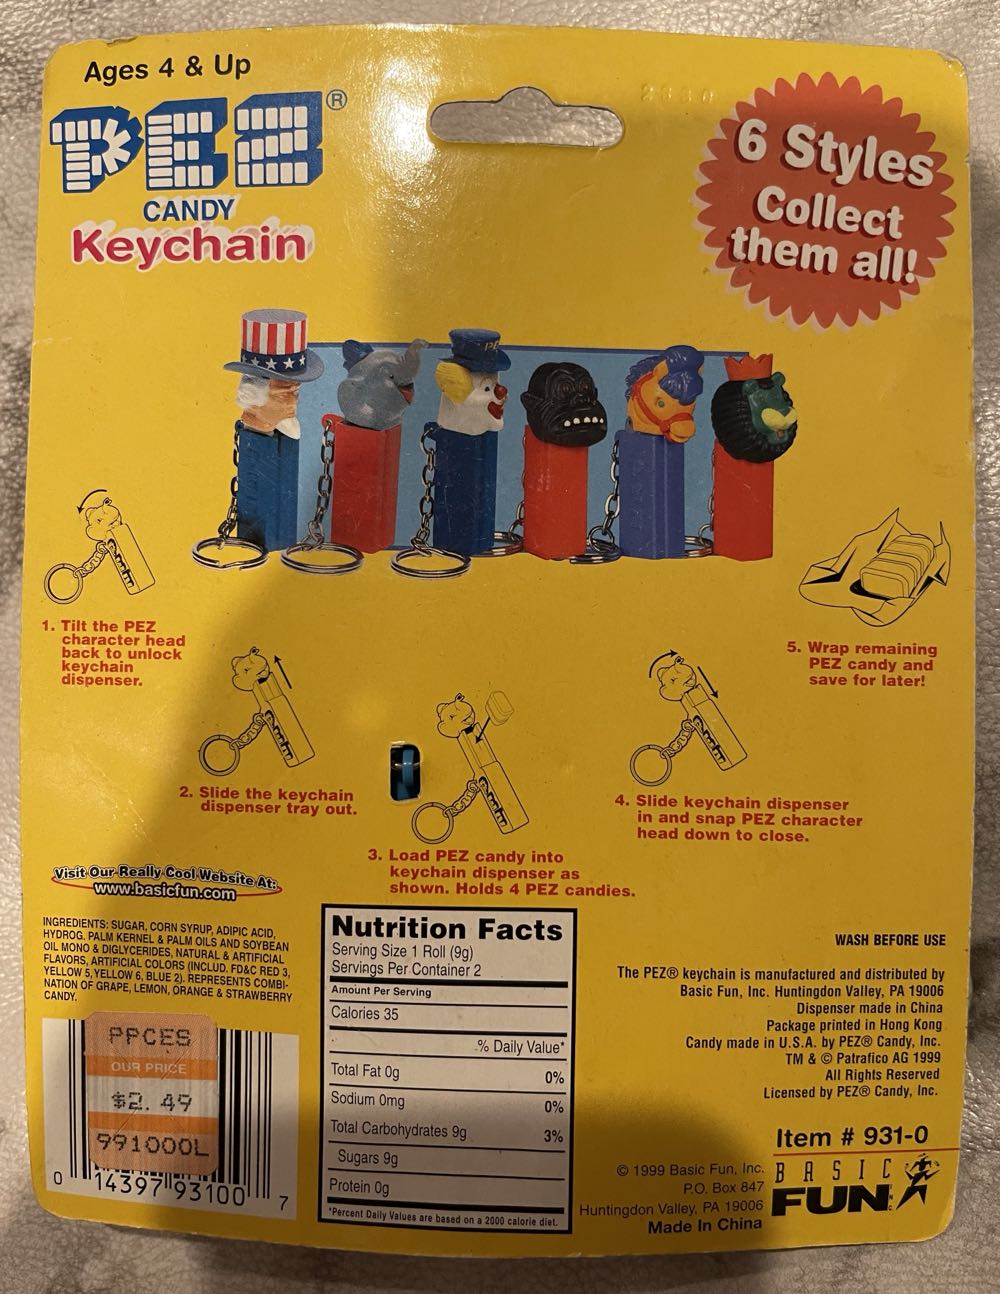 Ages 4 & Up
PEZ®
CANDY
Keychain
6 Styles
Collect
them all!
1. Tilt the PEZ
character head
back to unlock
keychain
dispenser.
2. Slide the keychain
dispenser tray out.
3. Load PEZ candy into
keychain dispenser as
shown. Holds 4 PEZ candies.
4. Slide keychain dispenser
in and snap PEZ character
head down to close.
5. Wrap remaining
PEZ candy and
save for later!
Visit Our Really Cool Website At:
www.basicfun.com
INGREDIENTS: SUGAR, CORN SYRUP, ADIPIC ACID,
HYDROG. PALM KERNEL & PALM OILS AND SOYBEAN
OIL MONO & DIGLYCERIDES, NATURAL & ARTIFICIAL
FLAVORS, ARTIFICIAL COLORS (INCLUD. FD&C RED 3,
YELLOW 5, YELLOW 6, BLUE 2). REPRESENTS COMBI-
NATION OF GRAPE, LEMON, ORANGE & STRAWBERRY
CANDY.
PPCES
OUR PRICE
$2.49
991000L
0 14397 93100 7
Nutrition Facts
Serving Size 1 Roll (9g)
Servings Per Container 2
Amount Per Serving
Calories 35
% Daily Value*
Total Fat 0g 0%
Sodium 0mg 0%
Total Carbohydrates 9g 3%
Sugars 9g
Protein 0g
*Percent Daily Values are based on a 2000 calorie diet.
WASH BEFORE USE
The PEZ® keychain is manufactured and distributed by
Basic Fun, Inc. Huntingdon Valley, PA 19006
Dispenser made in China
Package printed in Hong Kong
Candy made in U.S.A. by PEZ® Candy, Inc.
TM & © Patrafico AG 1999
All Rights Reserved
Licensed by PEZ® Candy, Inc.
Item # 931-0
© 1999 Basic Fun, Inc.
P.O. Box 847
Huntingdon Valley, PA 19006
Made In China
BASIC
FUN INC.